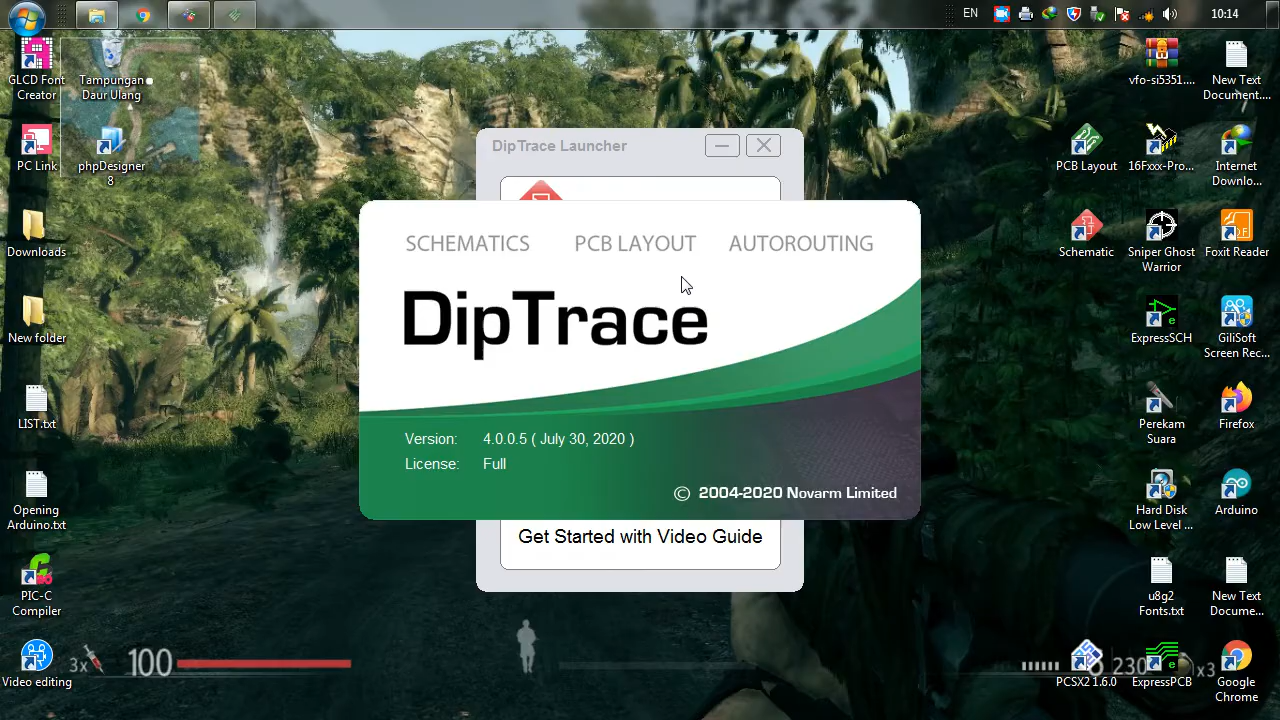 EN
10:14
GLCD Font
Creator
Tampungan
Daur Ulang
PC Link
phpDesigner
8
Downloads
New folder
LIST.txt
Opening
Arduino.txt
PIC-C
Compiler
Video editing
DipTrace Launcher
SCHEMATICS
PCB LAYOUT
AUTOROUTING
DipTrace
Version: 4.0.0.5 ( July 30, 2020 )
License: Full
© 2004-2020 Novarm Limited
Get Started with Video Guide
vfo-si5351....
New Text
Document....
PCB Layout
16Fxxx-Pro...
Internet
Downlo...
Schematic
Sniper Ghost
Warrior
Foxit Reader
ExpressSCH
GiliSoft
Screen Rec...
Perekam
Suara
Firefox
Hard Disk
Low Level ...
Arduino
u8g2
Fonts.txt
New Text
Docume...
PCSX2 1.6.0
ExpressPCB
Google
Chrome
3x
100
230
x3